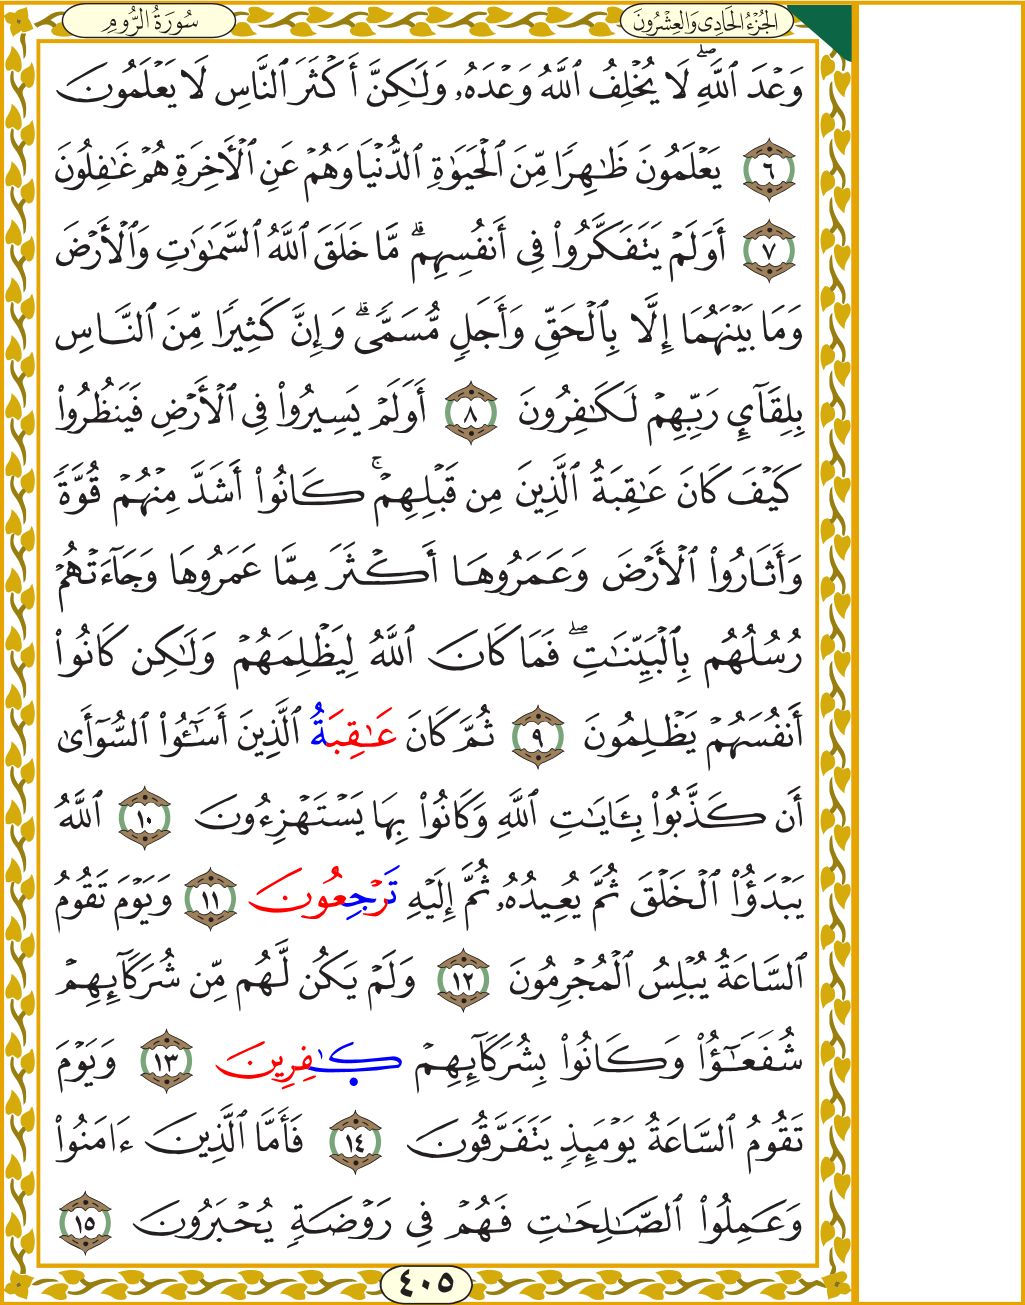 سُورَةُ الرُّومِ
الجُزْءُ الحَادِى وَالعِشْرُونَ
وَعْدَ ٱللَّهِۖ لَا يُخْلِفُ ٱللَّهُ وَعْدَهُۥ وَلَٰكِنَّ أَكْثَرَ ٱلنَّاسِ لَا يَعْلَمُونَ
٦ يَعْلَمُونَ ظَٰهِرًا مِّنَ ٱلْحَيَوٰةِ ٱلدُّنْيَا وَهُمْ عَنِ ٱلْأَخِرَةِ هُمْ غَٰفِلُونَ
٧ أَوَلَمْ يَتَفَكَّرُوا۟ فِى أَنفُسِهِمۗ مَّا خَلَقَ ٱللَّهُ ٱلسَّمَٰوَٰتِ وَٱلْأَرْضَ
وَمَا بَيْنَهُمَا إِلَّا بِٱلْحَقِّ وَأَجَلٍ مُّسَمًّىۗ وَإِنَّ كَثِيرًا مِّنَ ٱلنَّاسِ
بِلِقَآئِ رَبِّهِمْ لَكَٰفِرُونَ ٨ أَوَلَمْ يَسِيرُوا۟ فِى ٱلْأَرْضِ فَيَنظُرُوا۟
كَيْفَ كَانَ عَٰقِبَةُ ٱلَّذِينَ مِن قَبْلِهِمْۚ كَانُوا۟ أَشَدَّ مِنْهُمْ قُوَّةً
وَأَثَارُوا۟ ٱلْأَرْضَ وَعَمَرُوهَا أَكْثَرَ مِمَّا عَمَرُوهَا وَجَآءَتْهُمْ
رُسُلُهُم بِٱلْبَيِّنَٰتِۖ فَمَا كَانَ ٱللَّهُ لِيَظْلِمَهُمْ وَلَٰكِن كَانُوا۟
أَنفُسَهُمْ يَظْلِمُونَ ٩ ثُمَّ كَانَ عَٰقِبَةُ ٱلَّذِينَ أَسَٰٓـُٔوا۟ ٱلسُّوٓأَىٰ
أَن كَذَّبُوا۟ بِـَٔايَٰتِ ٱللَّهِ وَكَانُوا۟ بِهَا يَسْتَهْزِءُونَ ١٠ ٱللَّهُ
يَبْدَؤُا۟ ٱلْخَلْقَ ثُمَّ يُعِيدُهُۥ ثُمَّ إِلَيْهِ تَرْجِعُونَ ١١ وَيَوْمَ تَقُومُ
ٱلسَّاعَةُ يُبْلِسُ ٱلْمُجْرِمُونَ ١٢ وَلَمْ يَكُن لَّهُم مِّن شُرَكَآئِهِمْ
شُفَعَٰٓؤُا۟ وَكَانُوا۟ بِشُرَكَآئِهِمْ كَٰفِرِينَ ١٣ وَيَوْمَ
تَقُومُ ٱلسَّاعَةُ يَوْمَئِذٍ يَتَفَرَّقُونَ ١٤ فَأَمَّا ٱلَّذِينَ ءَامَنُوا۟
وَعَمِلُوا۟ ٱلصَّٰلِحَٰتِ فَهُمْ فِى رَوْضَةٍ يُحْبَرُونَ ١٥
٤٠٥